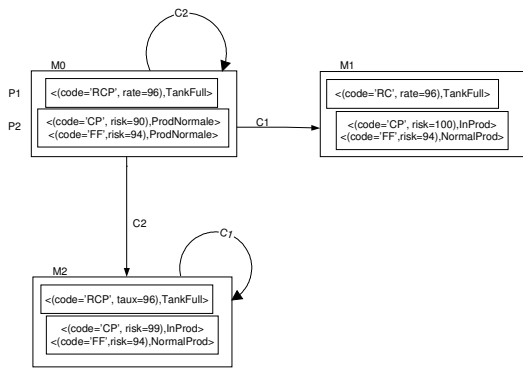 C2
M0
M1
P1
<(code='RCP', rate=96),TankFull>
<(code='RC', rate=96),TankFull>
P2
<(code='CP', risk=90),ProdNormale>
<(code='FF',risk=94),ProdNormale>
C1
<(code='CP', risk=100),InProd>
<(code='FF',risk=94),NormalProd>
C2
C1
M2
<(code='RCP', taux=96),TankFull>
<(code='CP', risk=99),InProd>
<(code='FF',risk=94),NormalProd>